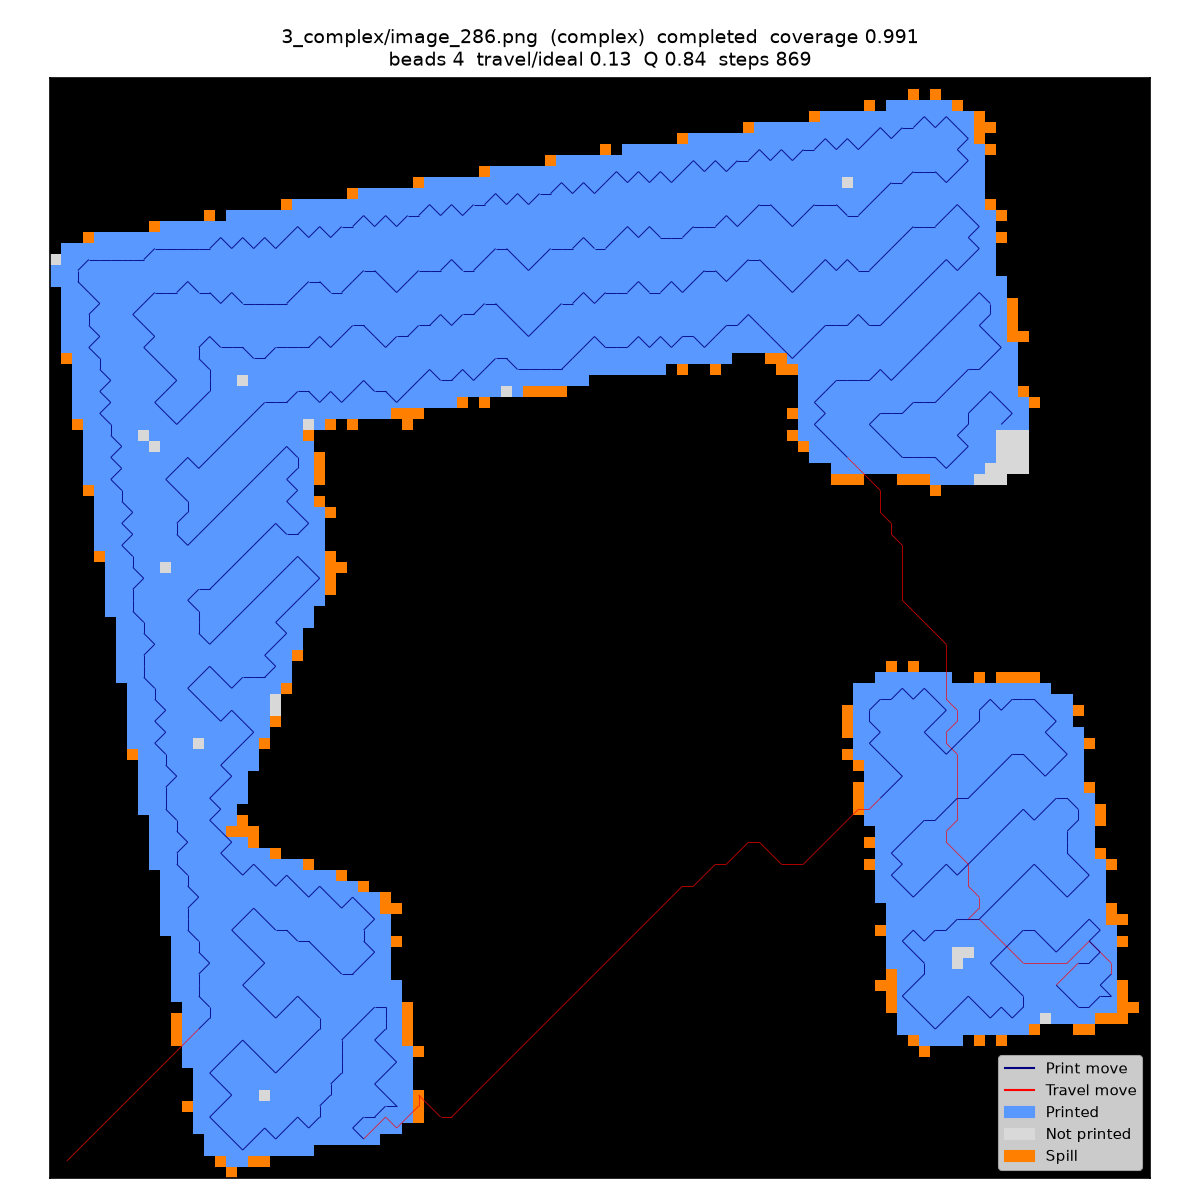 3_complex/image_286.png  (complex)  completed  coverage 0.991
beads 4  travel/ideal 0.13  Q 0.84  steps 869
Print move
Travel move
Printed
Not printed
Spill